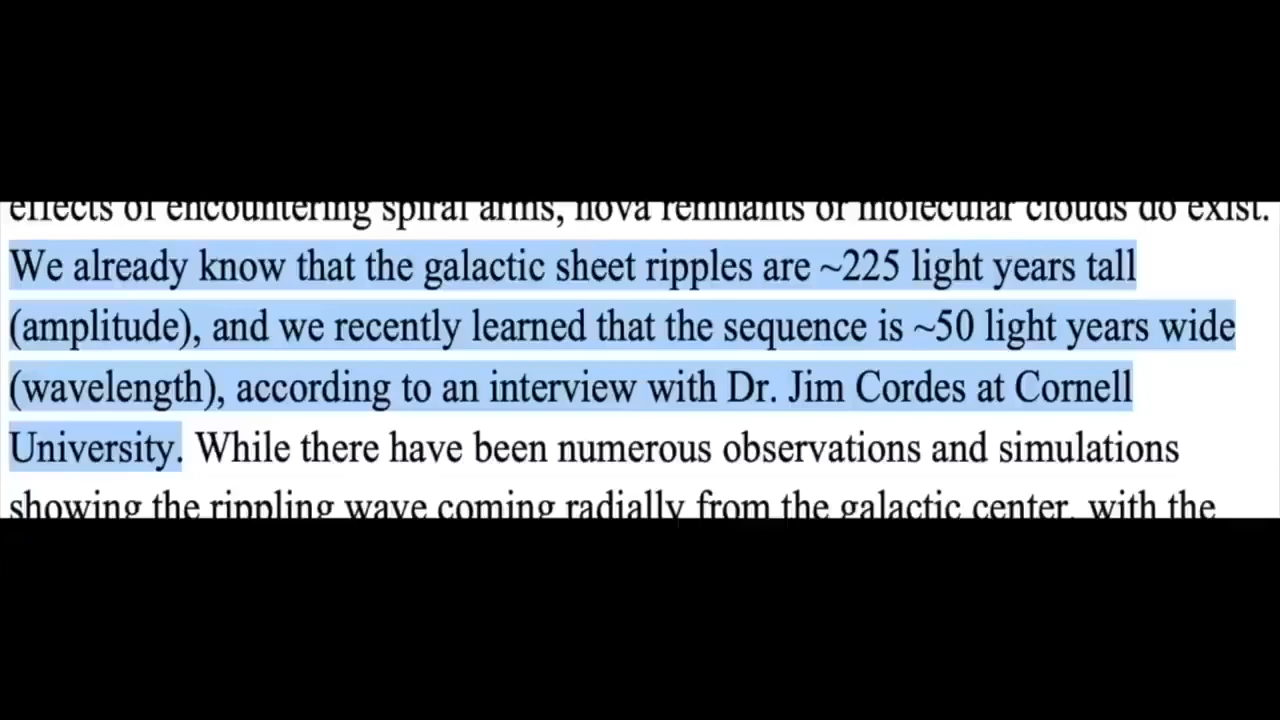 effects of encountering spiral arms, nova remnants or molecular clouds do exist.
We already know that the galactic sheet ripples are ~225 light years tall
(amplitude), and we recently learned that the sequence is ~50 light years wide
(wavelength), according to an interview with Dr. Jim Cordes at Cornell
University. While there have been numerous observations and simulations
showing the rippling wave coming radially from the galactic center, with the